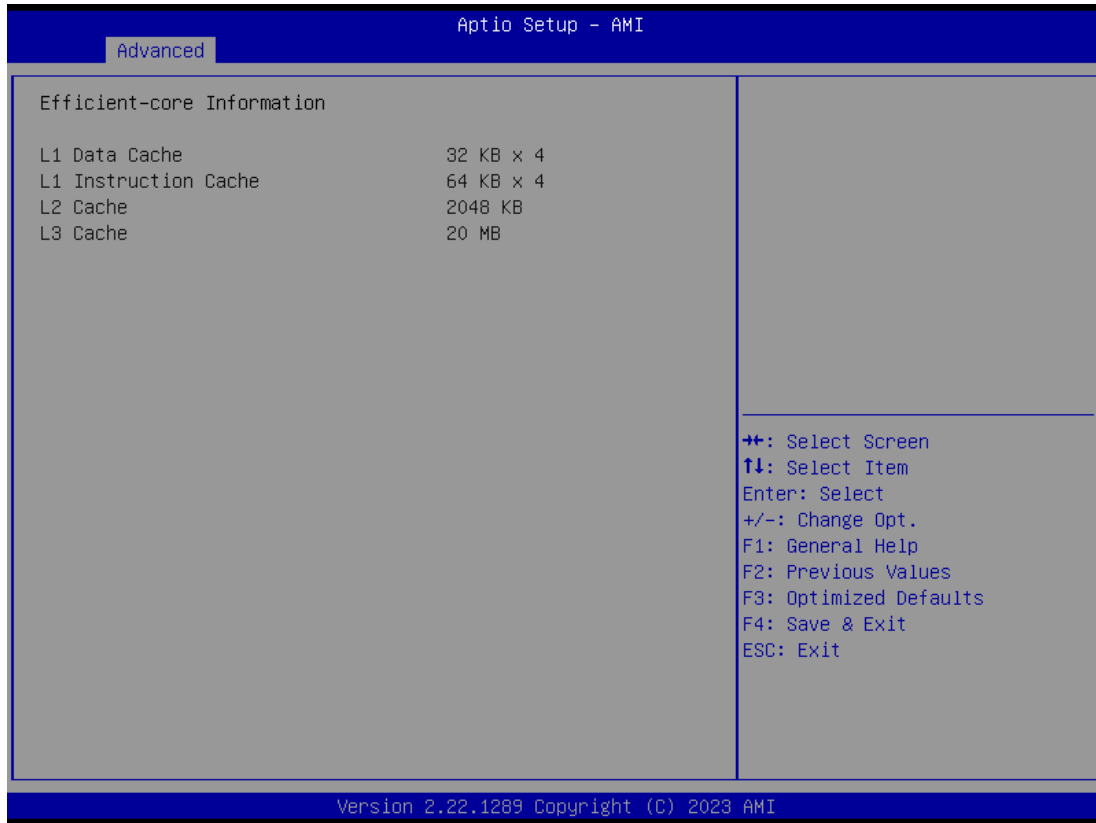 Aptio Setup - AMI
Advanced
Efficient-core Information
L1 Data Cache 32 KB x 4
L1 Instruction Cache 64 KB x 4
L2 Cache 2048 KB
L3 Cache 20 MB
→←: Select Screen
↑↓: Select Item
Enter: Select
+/-: Change Opt.
F1: General Help
F2: Previous Values
F3: Optimized Defaults
F4: Save & Exit
ESC: Exit
Version 2.22.1289 Copyright (C) 2023 AMI